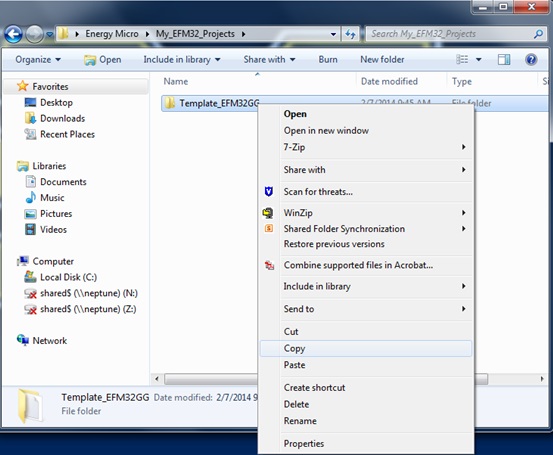 Energy Micro ▸ My_EFM32_Projects ▸
Search My_EFM32_Projects
Organize Open Include in library Share with Burn New folder
Name Date modified Type
Favorites
Desktop
Downloads
Recent Places
Libraries
Documents
Music
Pictures
Videos
Computer
Local Disk (C:)
shared$ (\\neptune) (N:)
shared$ (\\neptune) (Z:)
Network
Template_EFM32GG 2/7/2014 9:45 AM File folder
Open
Open in new window
7-Zip
Share with
Scan for threats...
WinZip
Shared Folder Synchronization
Restore previous versions
Combine supported files in Acrobat...
Include in library
Send to
Cut
Copy
Paste
Create shortcut
Delete
Rename
Properties
Template_EFM32GG Date modified: 2/7/2014 9
File folder